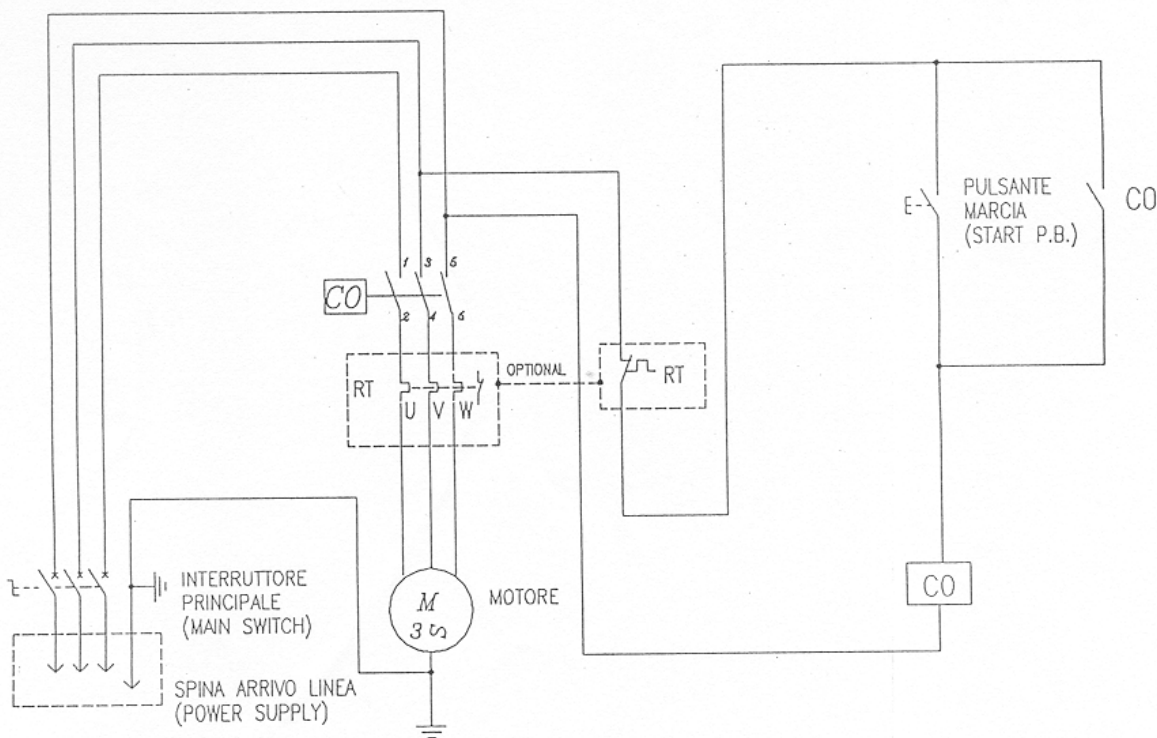 PULSANTE
MARCIA
(START P.B.)
E
CO
1 3 5
CO
2 4 6
OPTIONAL
RT
RT
U V W
INTERRUTTORE
PRINCIPALE
(MAIN SWITCH)
MOTORE
M
3
CO
SPINA ARRIVO LINEA
(POWER SUPPLY)